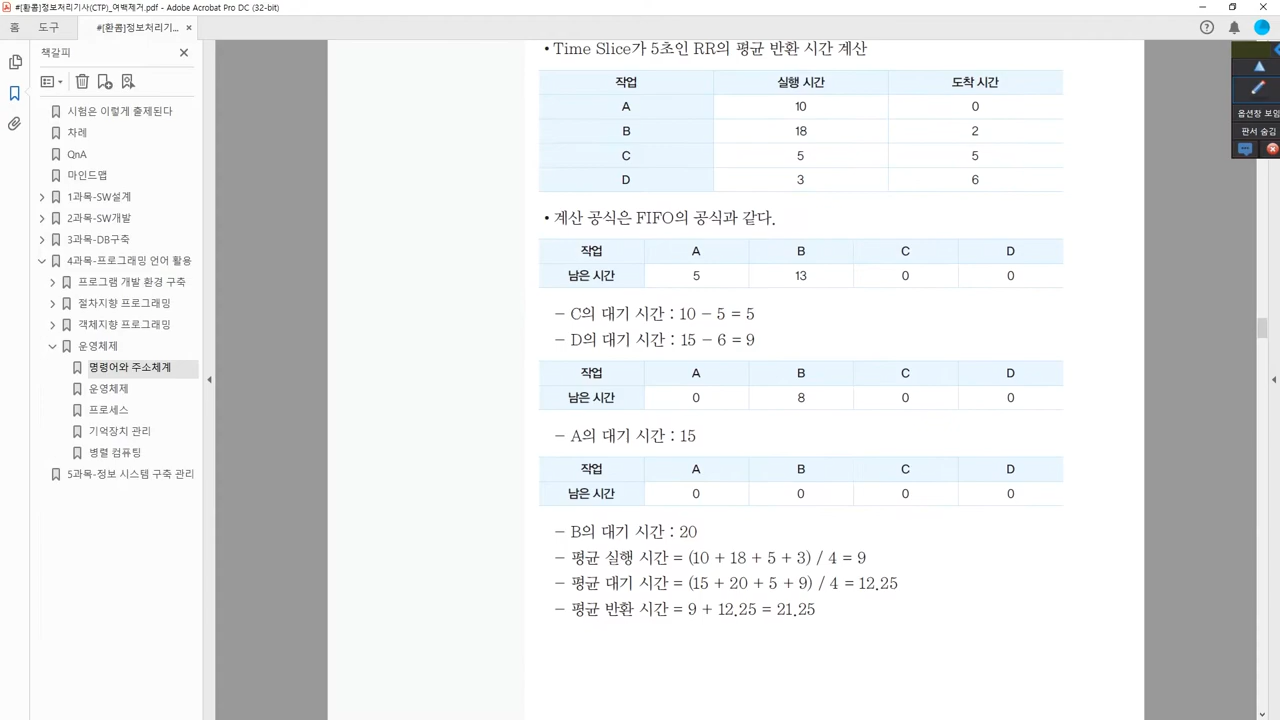 #[환콤]정보처리기사(CTP)_여백제거.pdf - Adobe Acrobat Pro DC (32-bit)
홈 도구 #[환콤]정보처리기...
책갈피
시험은 이렇게 출제된다
차례
QnA
마인드맵
1과목-SW설계
2과목-SW개발
3과목-DB구축
4과목-프로그래밍 언어 활용
프로그램 개발 환경 구축
절차지향 프로그래밍
객체지향 프로그래밍
운영체제
명령어와 주소체계
운영체제
프로세스
기억장치 관리
병렬 컴퓨팅
5과목-정보 시스템 구축 관리
• Time Slice가 5초인 RR의 평균 반환 시간 계산
작업 실행 시간 도착 시간
A 10 0
B 18 2
C 5 5
D 3 6
• 계산 공식은 FIFO의 공식과 같다.
작업 A B C D
남은 시간 5 13 0 0
– C의 대기 시간 : 10 – 5 = 5
– D의 대기 시간 : 15 – 6 = 9
작업 A B C D
남은 시간 0 8 0 0
– A의 대기 시간 : 15
작업 A B C D
남은 시간 0 0 0 0
– B의 대기 시간 : 20
– 평균 실행 시간 = (10 + 18 + 5 + 3) / 4 = 9
– 평균 대기 시간 = (15 + 20 + 5 + 9) / 4 = 12.25
– 평균 반환 시간 = 9 + 12.25 = 21.25
옵션창 보임
판서 숨김